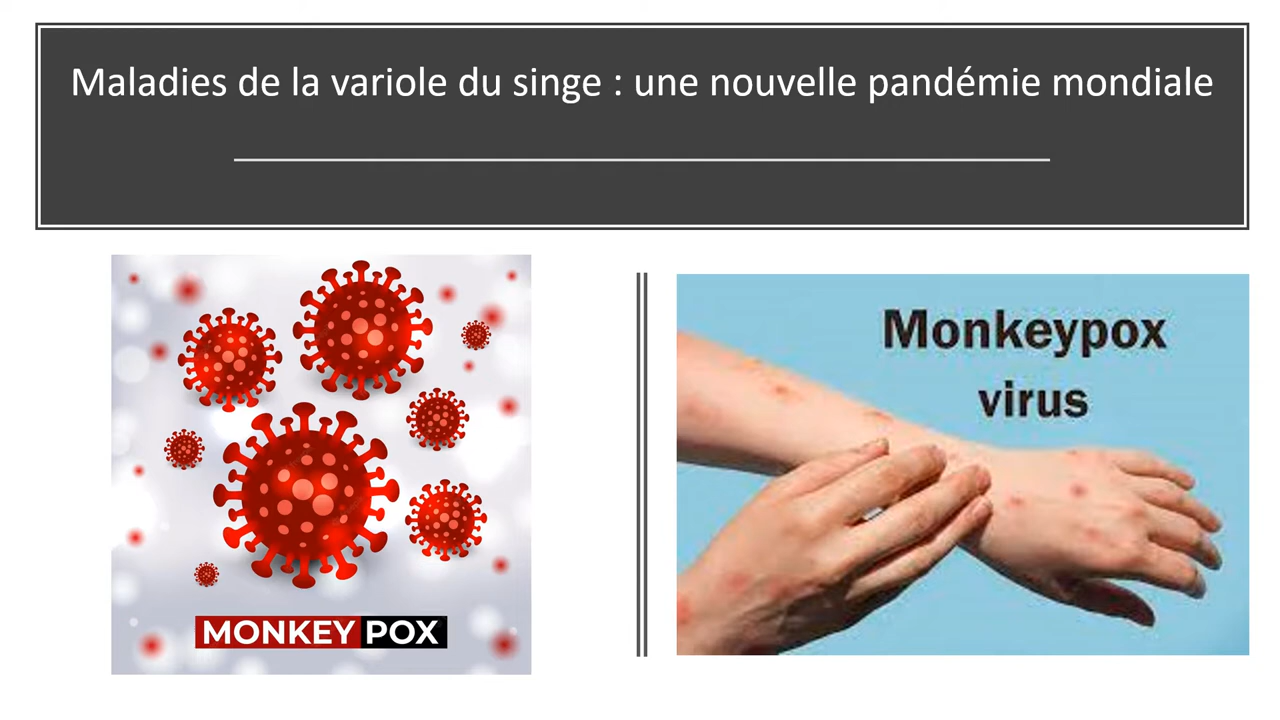 Maladies de la variole du singe : une nouvelle pandémie mondiale
MONKEY POX
Monkeypox
virus